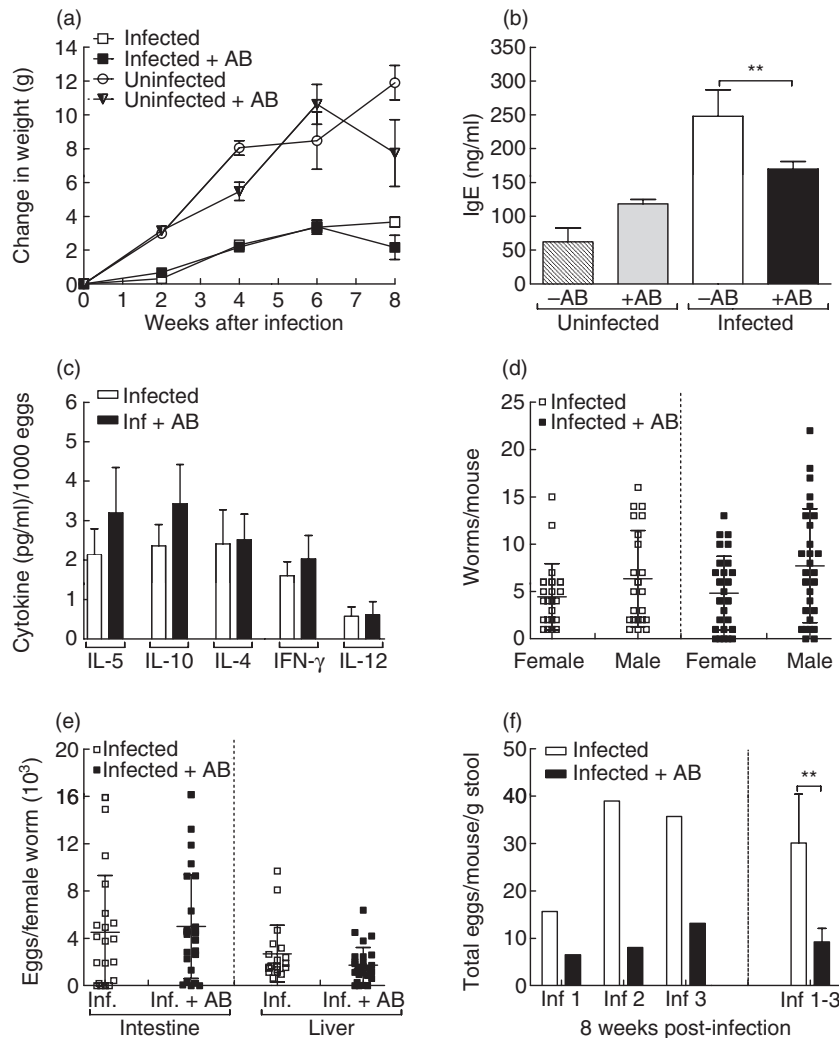 (a)
Infected
Infected + AB
Uninfected
Uninfected + AB
Change in weight (g)
14
12
10
8
6
4
2
0
0 1 2 3 4 5 6 7 8
Weeks after infection
(b)
**
IgE (ng/ml)
350
300
250
200
150
100
50
0
–AB +AB –AB +AB
Uninfected Infected
(c)
Infected
Inf + AB
Cytokine (pg/ml)/1000 eggs
6
5
4
3
2
1
0
IL-5 IL-10 IL-4 IFN-γ IL-12
(d)
Infected
Infected + AB
Worms/mouse
25
20
15
10
5
0
Female Male Female Male
(e)
Infected
Infected + AB
Eggs/female worm (10³)
20
16
12
8
4
0
Inf. Inf. + AB Inf. Inf. + AB
Intestine Liver
(f)
Infected
Infected + AB
**
Total eggs/mouse/g stool
50
40
30
20
10
0
Inf 1 Inf 2 Inf 3 Inf 1-3
8 weeks post-infection